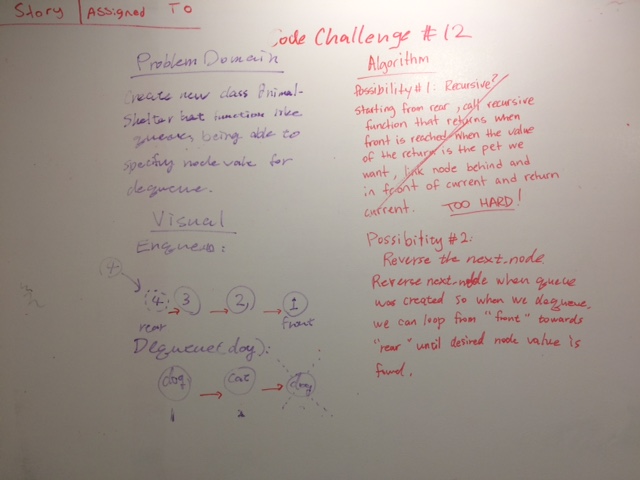 Story Assigned To
Code Challenge #12
Problem Domain
Create new class Animal-
Shelter that functions like
queues, being able to
specify node value for
dequeue.
Visual
Enqueue:
4
4 3 2 1
rear front
Dequeue(dog):
dog cat dog
1 2
Algorithm
Possibility #1: Recursive?
starting from rear, call recursive
function that returns when
front is reached when the value
of the return is the pet we
want, link node behind and
in front of current and return
current. TOO HARD!
Possibility #2:
Reverse the next.node
Reverse next.node when queue
was created so when we dequeue,
we can loop from "front" towards
"rear" until desired node value is
found.